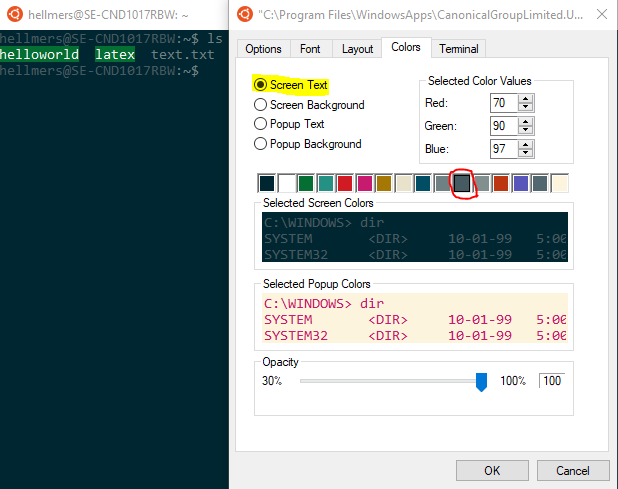 hellmers@SE-CND1017RBW: ~
hellmers@SE-CND1017RBW:~$ ls
helloworld latex text.txt
hellmers@SE-CND1017RBW:~$
"C:\Program Files\WindowsApps\CanonicalGroupLimited.U...
Options Font Layout Colors Terminal
Screen Text
Screen Background
Popup Text
Popup Background
Selected Color Values
Red: 70
Green: 90
Blue: 97
Selected Screen Colors
C:\WINDOWS> dir
SYSTEM <DIR> 10-01-99 5:00
SYSTEM32 <DIR> 10-01-99 5:00
Selected Popup Colors
C:\WINDOWS> dir
SYSTEM <DIR> 10-01-99 5:00
SYSTEM32 <DIR> 10-01-99 5:00
Opacity
30% 100% 100
OK Cancel